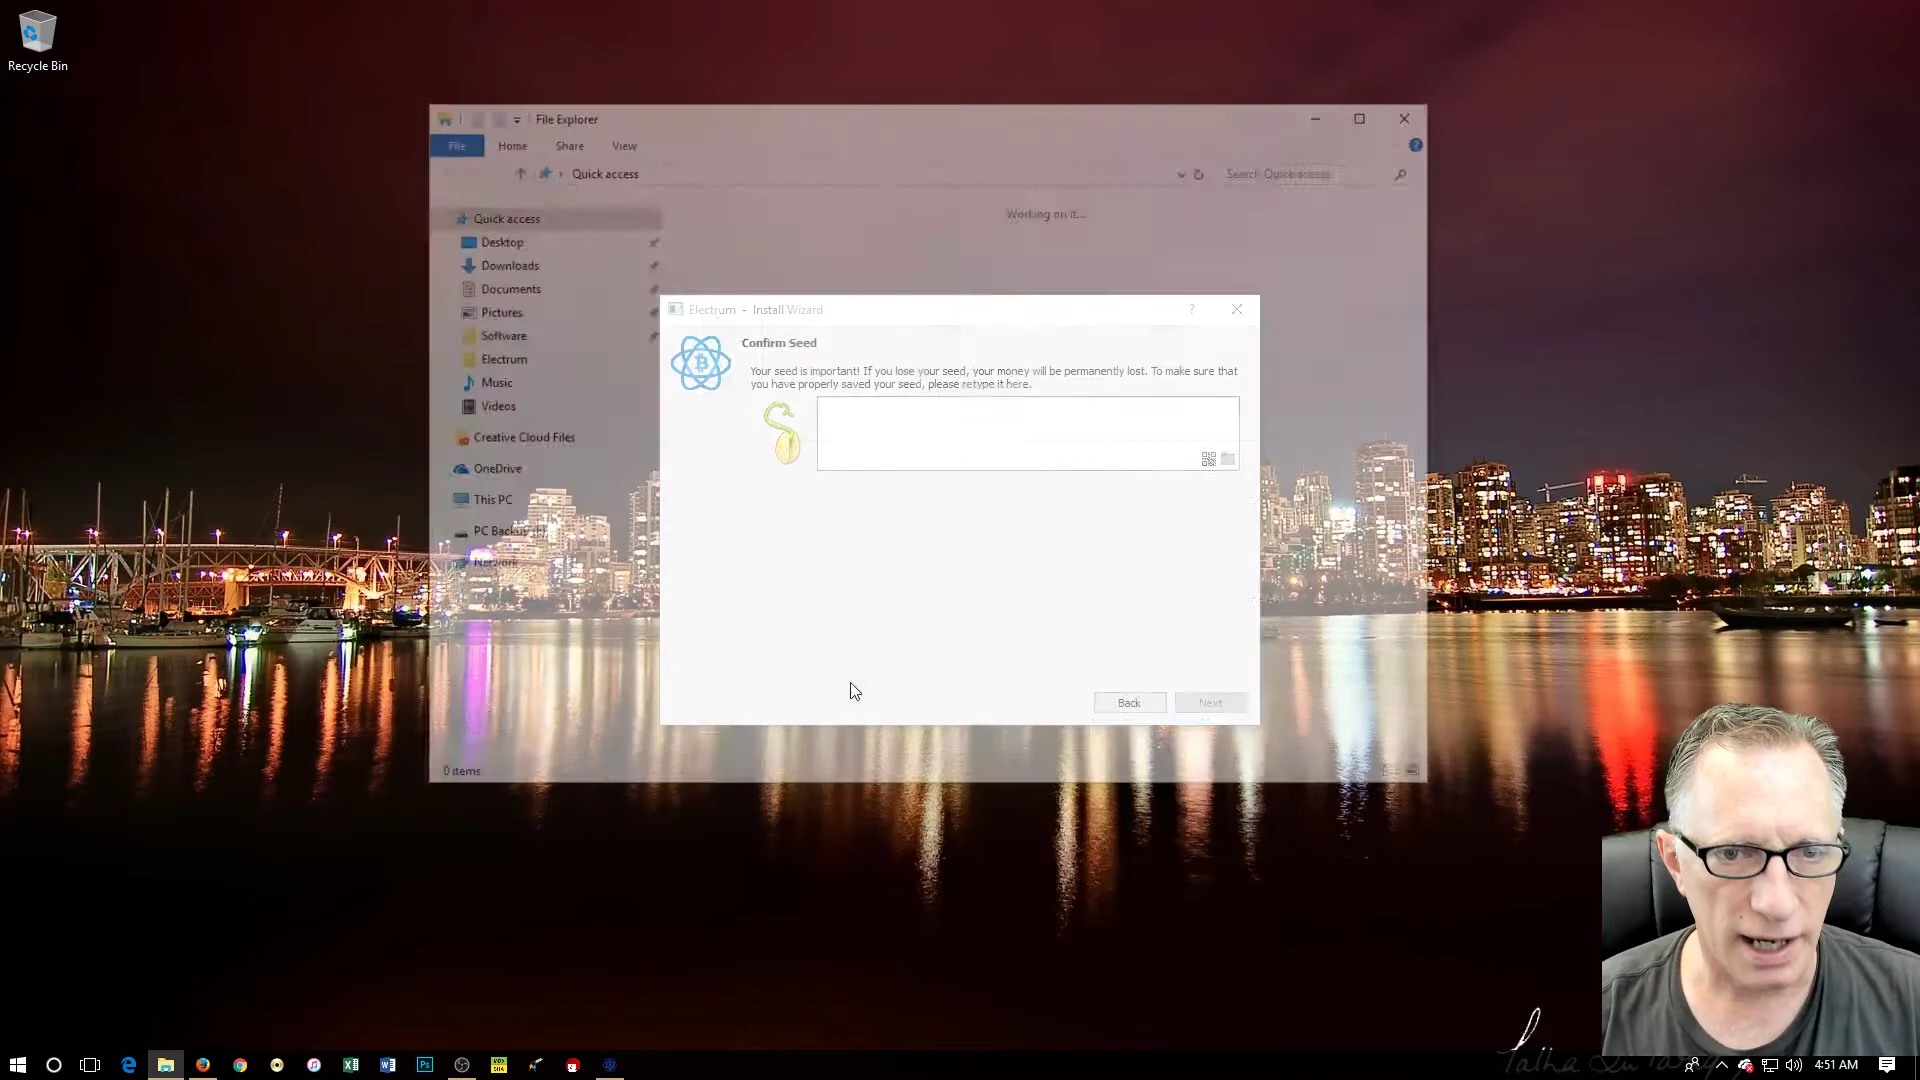 Recycle Bin
File Explorer
File Home Share View
Quick access
Working on it...
Quick access
Desktop
Downloads
Documents
Pictures
Software
Electrum
Music
Videos
Creative Cloud Files
OneDrive
This PC
PC Backup
Network
0 items
Electrum - Install Wizard
Confirm Seed
Your seed is important! If you lose your seed, your money will be permanently lost. To make sure that
you have properly saved your seed, please retype it here.
Back Next
4:51 AM